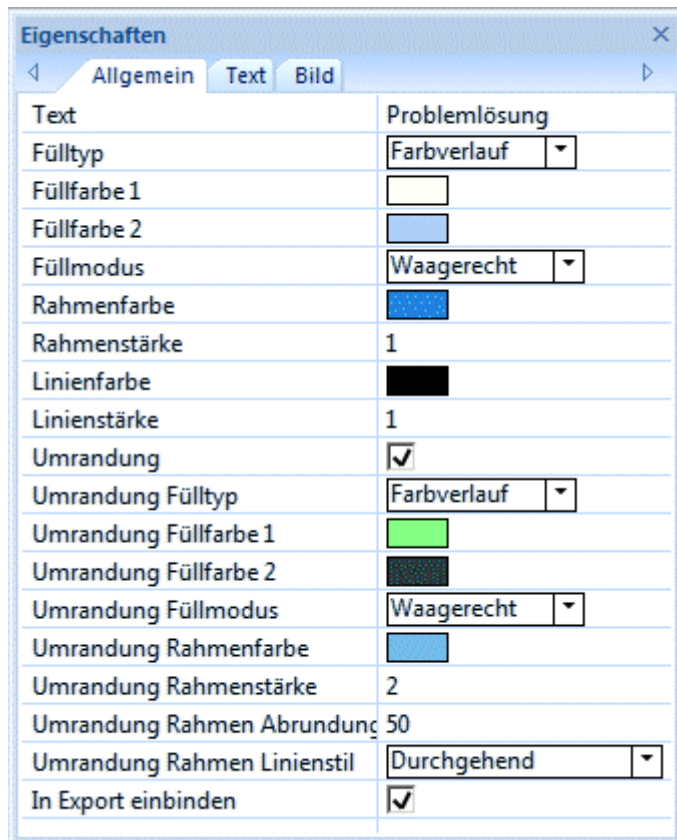 Eigenschaften
Allgemein Text Bild
Text Problemlösung
Fülltyp Farbverlauf
Füllfarbe 1
Füllfarbe 2
Füllmodus Waagerecht
Rahmenfarbe
Rahmenstärke 1
Linienfarbe
Linienstärke 1
Umrandung
Umrandung Fülltyp Farbverlauf
Umrandung Füllfarbe 1
Umrandung Füllfarbe 2
Umrandung Füllmodus Waagerecht
Umrandung Rahmenfarbe
Umrandung Rahmenstärke 2
Umrandung Rahmen Abrundung 50
Umrandung Rahmen Linienstil Durchgehend
In Export einbinden